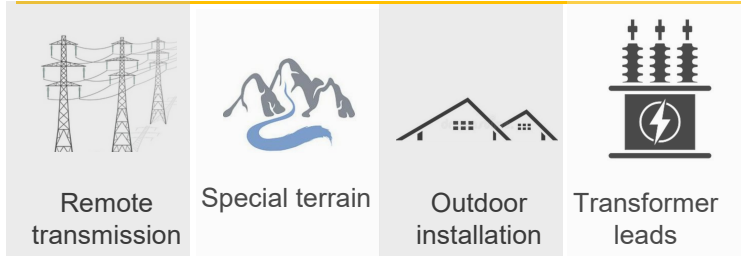 Remote
transmission
Special terrain
Outdoor
installation
Transformer
leads